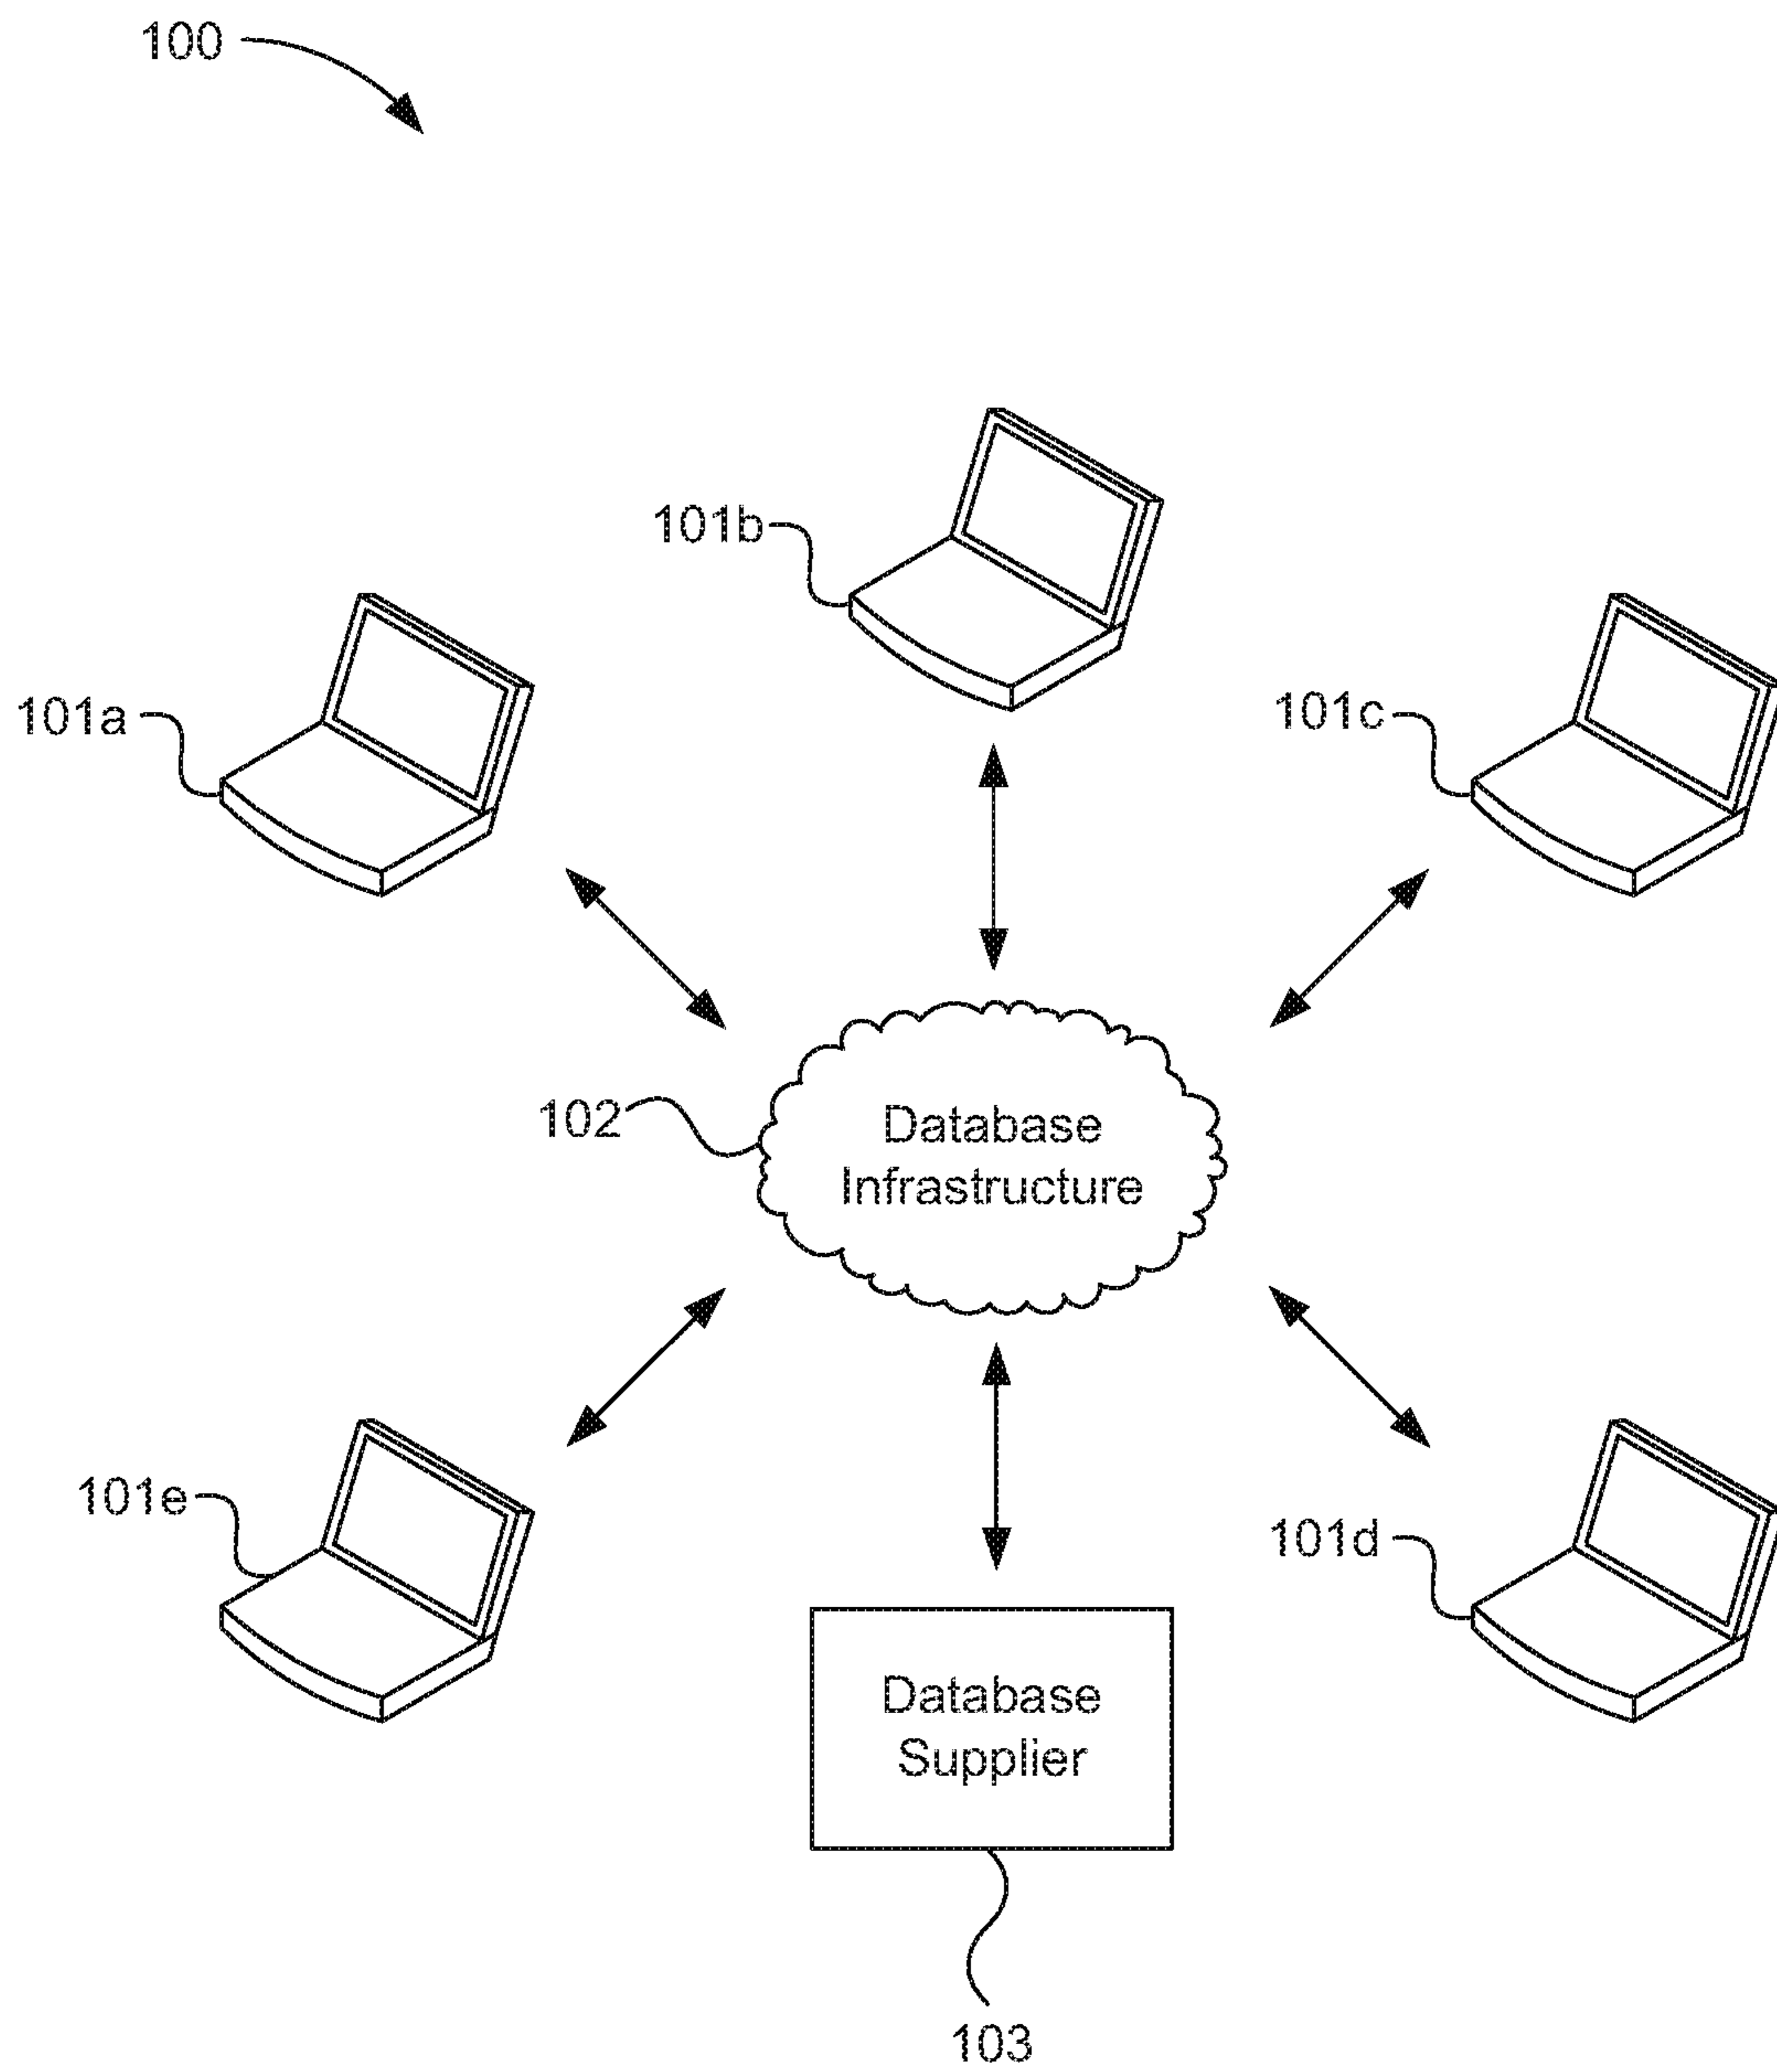 100
101b
101a
101c
102
Database
Infrastructure
101e
101d
Database
Supplier
103